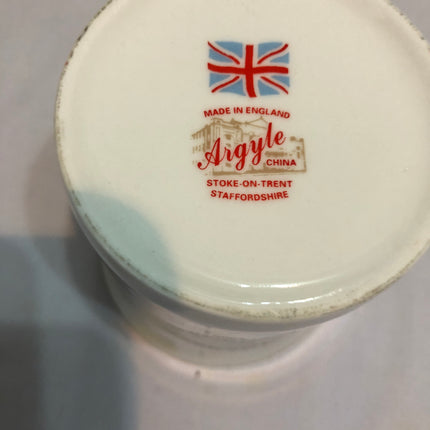 MADE IN ENGLAND
Argyle
CHINA
STOKE-ON-TRENT
STAFFORDSHIRE